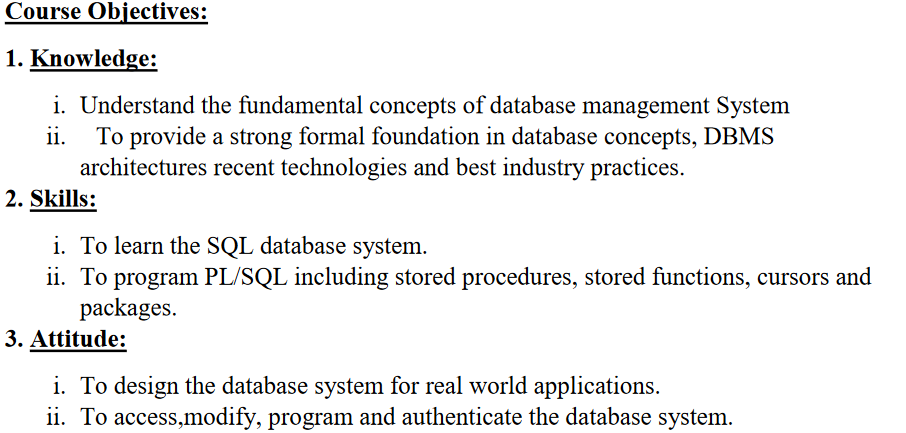 Course Objectives:
1. Knowledge:
i. Understand the fundamental concepts of database management System
ii. To provide a strong formal foundation in database concepts, DBMS
architectures recent technologies and best industry practices.
2. Skills:
i. To learn the SQL database system.
ii. To program PL/SQL including stored procedures, stored functions, cursors and
packages.
3. Attitude:
i. To design the database system for real world applications.
ii. To access,modify, program and authenticate the database system.